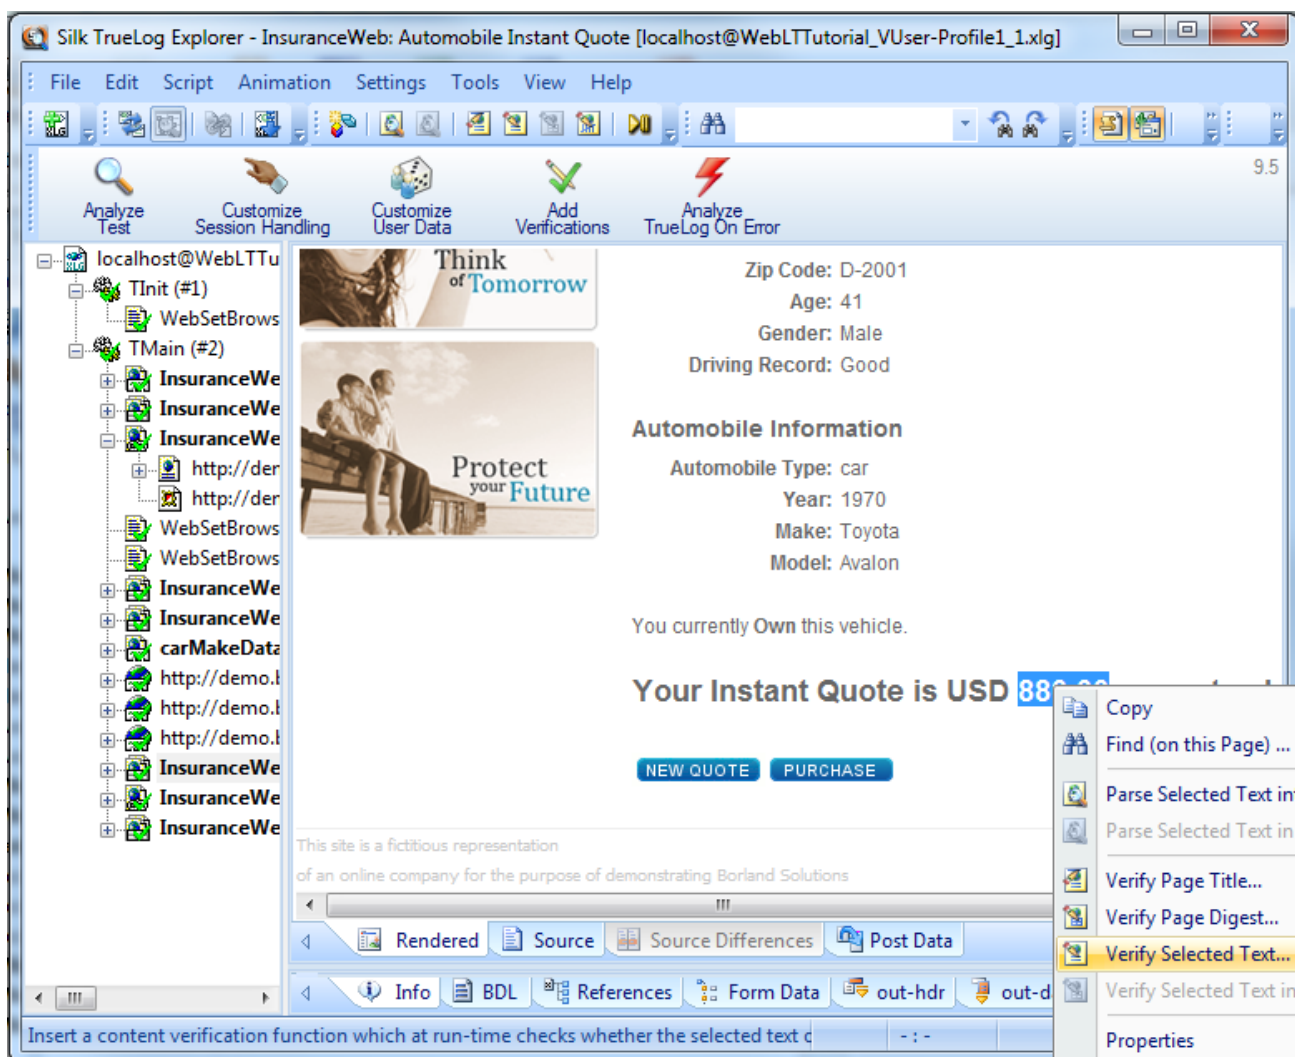 Silk TrueLog Explorer - InsuranceWeb: Automobile Instant Quote [localhost@WebLTTutorial_VUser-Profile1_1.xlg]
File Edit Script Animation Settings Tools View Help
XLG
9.5
Analyze Test
Customize Session Handling
Customize User Data
Add Verifications
Analyze TrueLog On Error
localhost@WebLTTu
TInit (#1)
WebSetBrows
TMain (#2)
InsuranceWe
InsuranceWe
InsuranceWe
http://der
http://der
WebSetBrows
WebSetBrows
InsuranceWe
InsuranceWe
carMakeData
http://demo.b
http://demo.b
http://demo.b
InsuranceWe
InsuranceWe
InsuranceWe
Think
of Tomorrow
Protect
your Future
Zip Code: D-2001
Age: 41
Gender: Male
Driving Record: Good
Automobile Information
Automobile Type: car
Year: 1970
Make: Toyota
Model: Avalon
You currently Own this vehicle.
Your Instant Quote is USD
NEW QUOTE PURCHASE
This site is a fictitious representation
of an online company for the purpose of demonstrating Borland Solutions
Copy
Find (on this Page) ...
Parse Selected Text in
Parse Selected Text in
Verify Page Title...
Verify Page Digest...
Verify Selected Text...
Verify Selected Text in
Properties
Rendered Source Source Differences Post Data
Info BDL References Form Data out-hdr out-d
Insert a content verification function which at run-time checks whether the selected text c
-:-